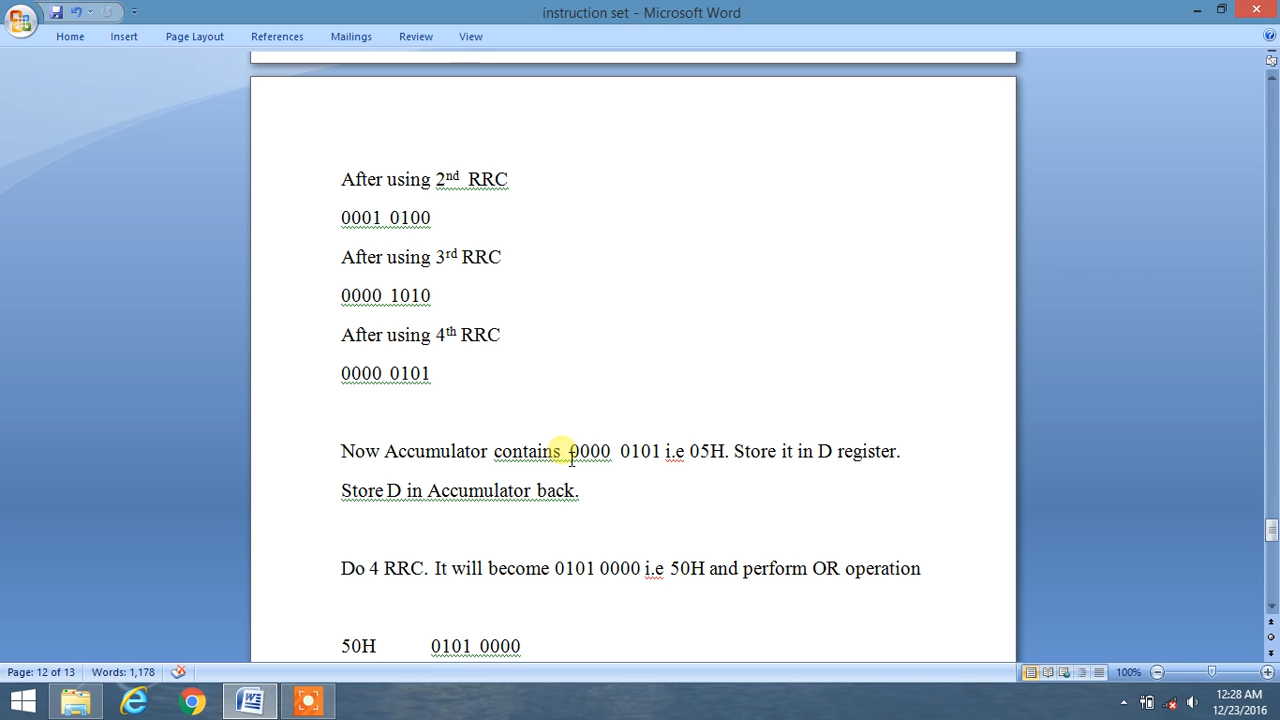 instruction set - Microsoft Word
Home Insert Page Layout References Mailings Review View
After using 2nd RRC
0001 0100
After using 3rd RRC
0000 1010
After using 4th RRC
0000 0101
Now Accumulator contains 0000 0101 i.e 05H. Store it in D register.
Store D in Accumulator back.
Do 4 RRC. It will become 0101 0000 i.e 50H and perform OR operation
50H 0101 0000
Page: 12 of 13 Words: 1,178 100%
12:28 AM
12/23/2016